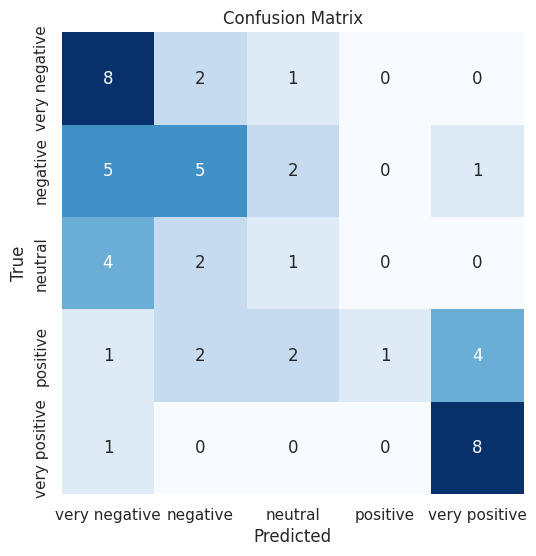 Confusion Matrix
True
very negative 8 2 1 0 0
negative 5 5 2 0 1
neutral 4 2 1 0 0
positive 1 2 2 1 4
very positive 1 0 0 0 8
very negative negative neutral positive very positive
Predicted